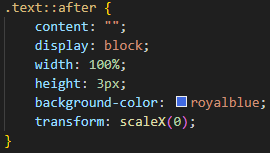 .text::after {
content: "";
display: block;
width: 100%;
height: 3px;
background-color: royalblue;
transform: scaleX(0);
}